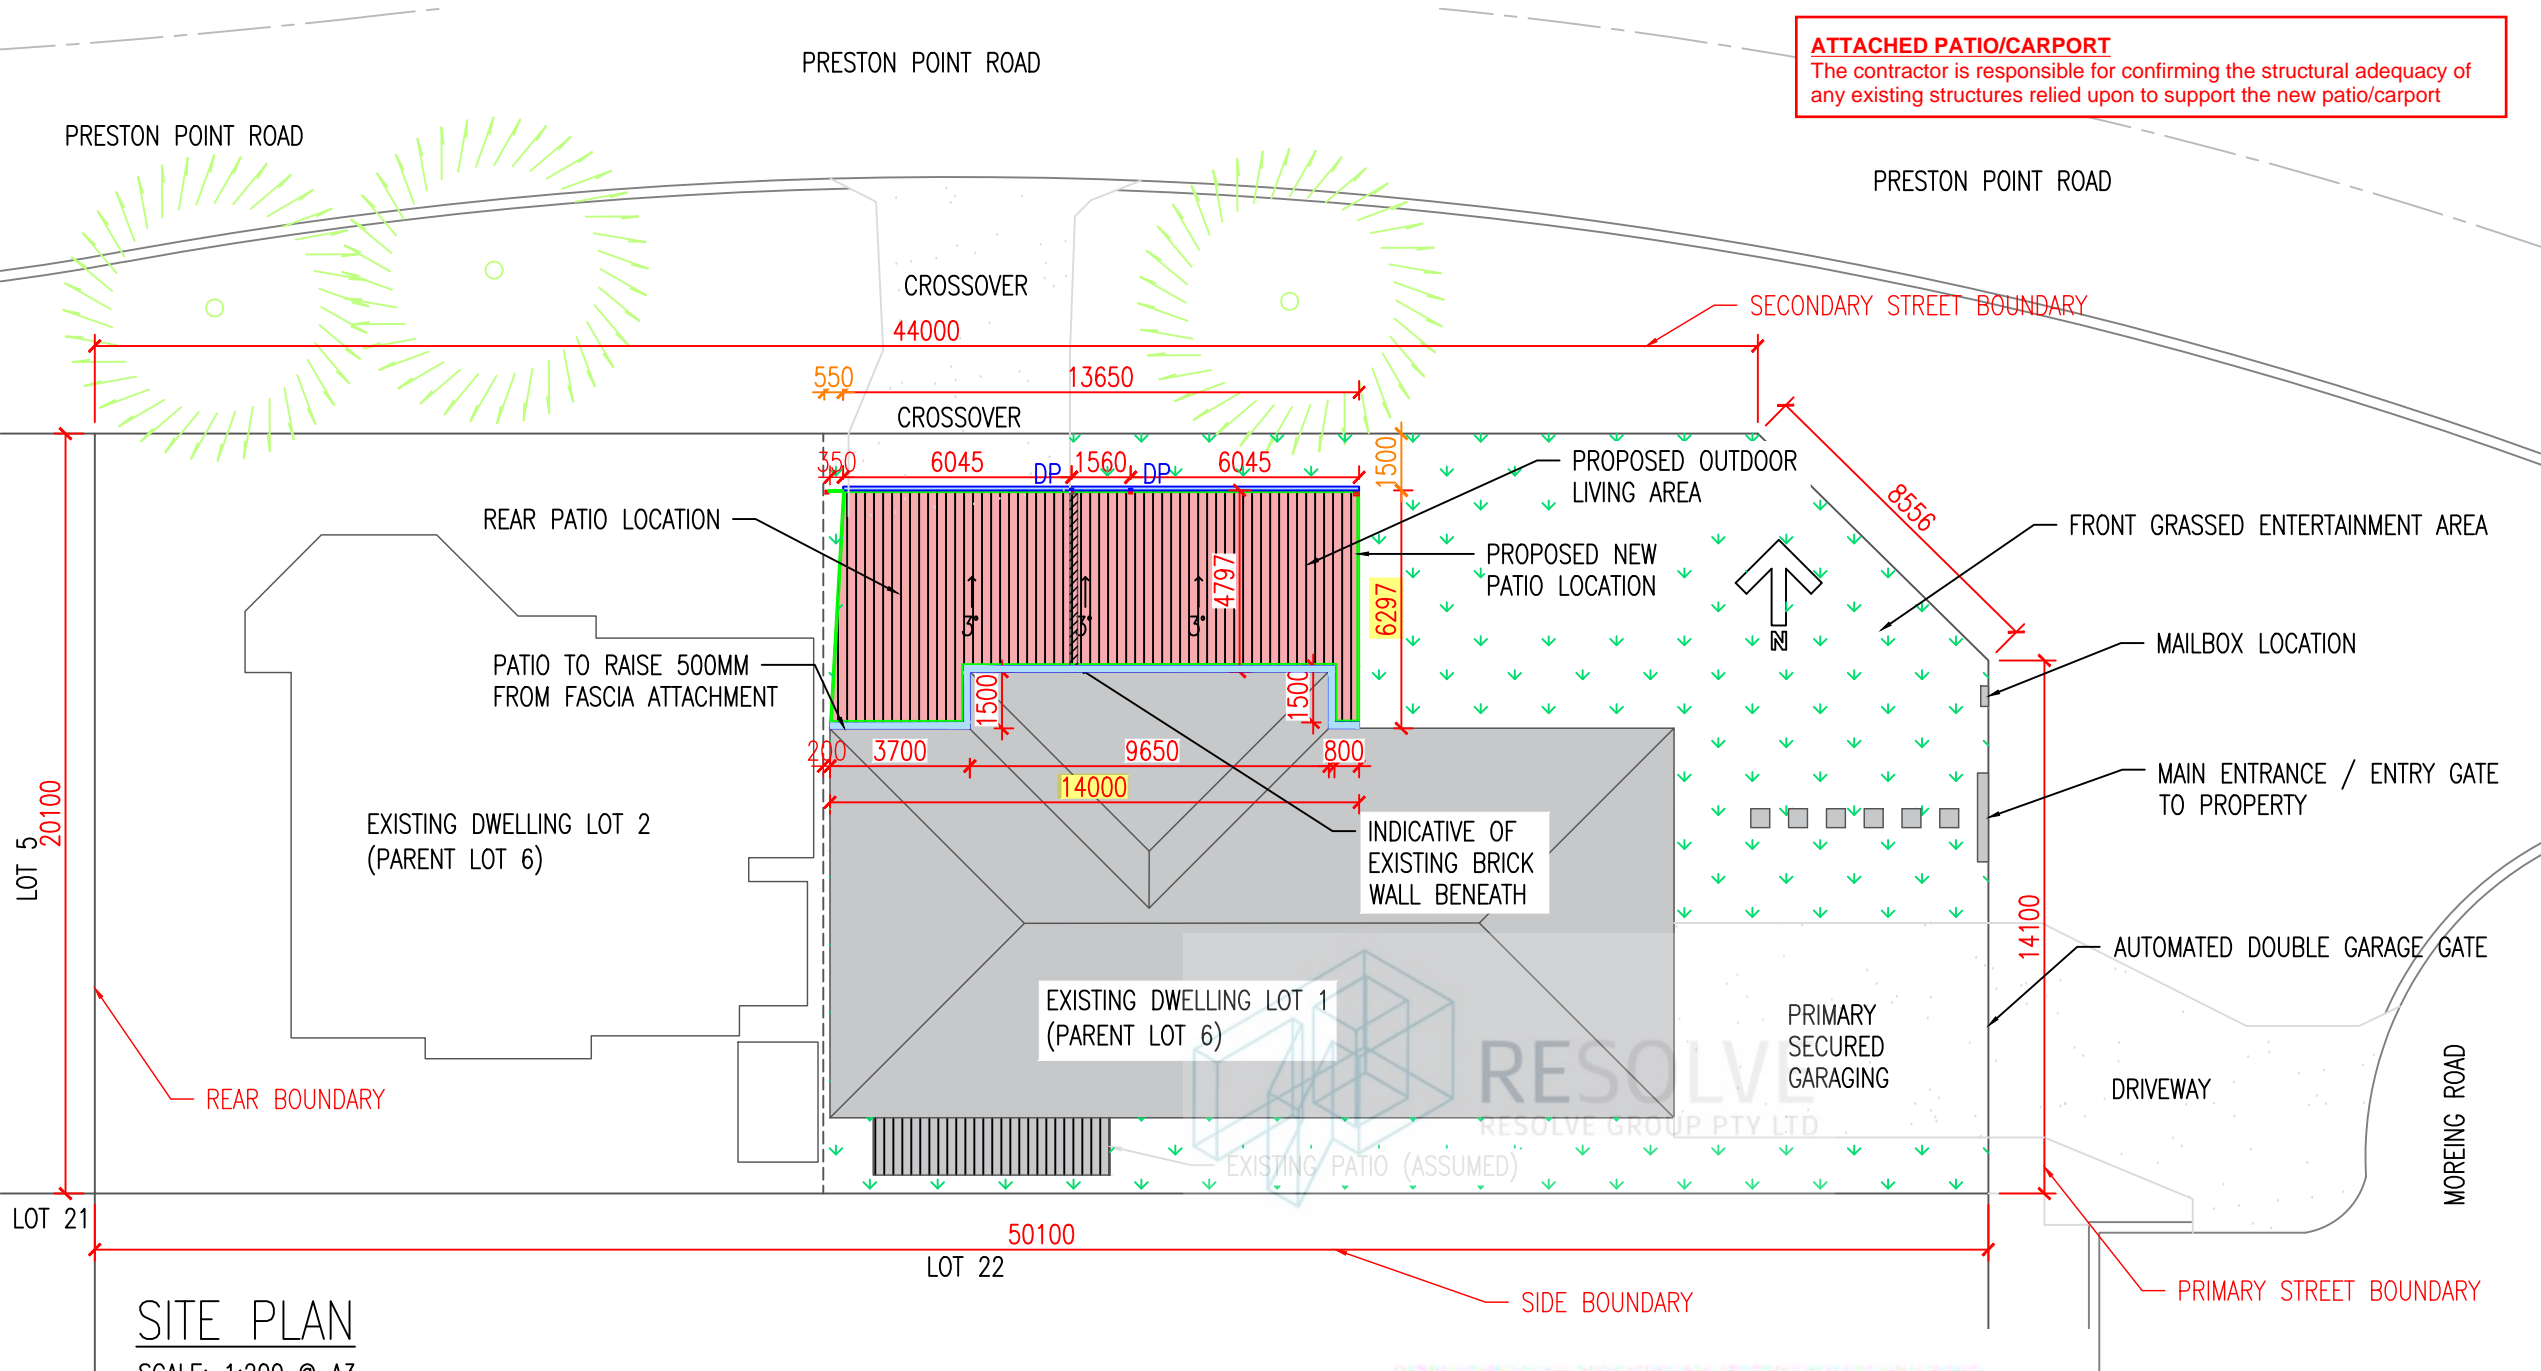 ATTACHED PATIO/CARPORT
The contractor is responsible for confirming the structural adequacy of
any existing structures relied upon to support the new patio/carport
PRESTON POINT ROAD
PRESTON POINT ROAD
PRESTON POINT ROAD
CROSSOVER
SECONDARY STREET BOUNDARY
44000
550
13650
CROSSOVER
350
6045
DP
1560
DP
6045
1500
PROPOSED OUTDOOR
LIVING AREA
8556
REAR PATIO LOCATION
FRONT GRASSED ENTERTAINMENT AREA
PROPOSED NEW
PATIO LOCATION
4797
6297
3°
3°
3°
N
MAILBOX LOCATION
PATIO TO RAISE 500MM
FROM FASCIA ATTACHMENT
1500
1500
200
3700
9650
800
14000
MAIN ENTRANCE / ENTRY GATE
TO PROPERTY
LOT 5
20100
EXISTING DWELLING LOT 2
(PARENT LOT 6)
INDICATIVE OF
EXISTING BRICK
WALL BENEATH
14100
AUTOMATED DOUBLE GARAGE GATE
EXISTING DWELLING LOT 1
(PARENT LOT 6)
PRIMARY
SECURED
GARAGING
RESOLVE
RESOLVE GROUP PTY LTD
REAR BOUNDARY
DRIVEWAY
MOREING ROAD
EXISTING PATIO (ASSUMED)
LOT 21
50100
LOT 22
SIDE BOUNDARY
PRIMARY STREET BOUNDARY
SITE PLAN
SCALE: 1:200 @ A3